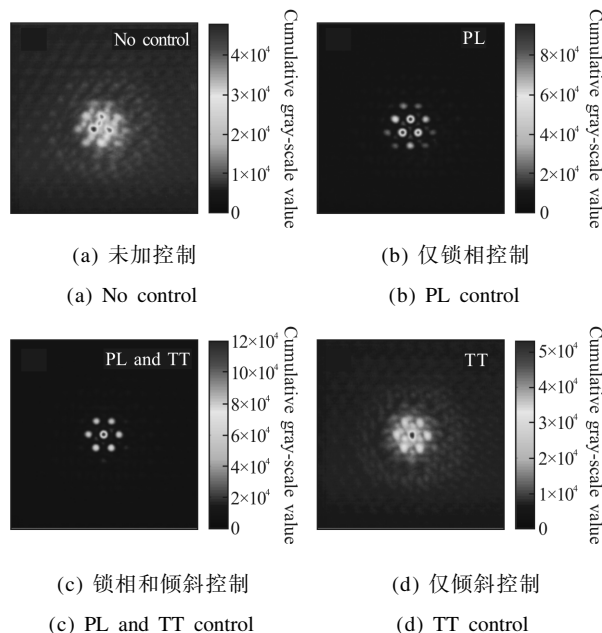 No control
4×10⁴
3×10⁴
2×10⁴
1×10⁴
0
Cumulative gray-scale value
PL
8×10⁴
6×10⁴
4×10⁴
2×10⁴
0
Cumulative gray-scale value
(a) 未加控制
(b) 仅锁相控制
(a) No control
(b) PL control
PL and TT
12×10⁴
10×10⁴
8×10⁴
6×10⁴
4×10⁴
2×10⁴
0
Cumulative gray-scale value
TT
5×10⁴
4×10⁴
3×10⁴
2×10⁴
1×10⁴
0
Cumulative gray-scale value
(c) 锁相和倾斜控制
(d) 仅倾斜控制
(c) PL and TT control
(d) TT control